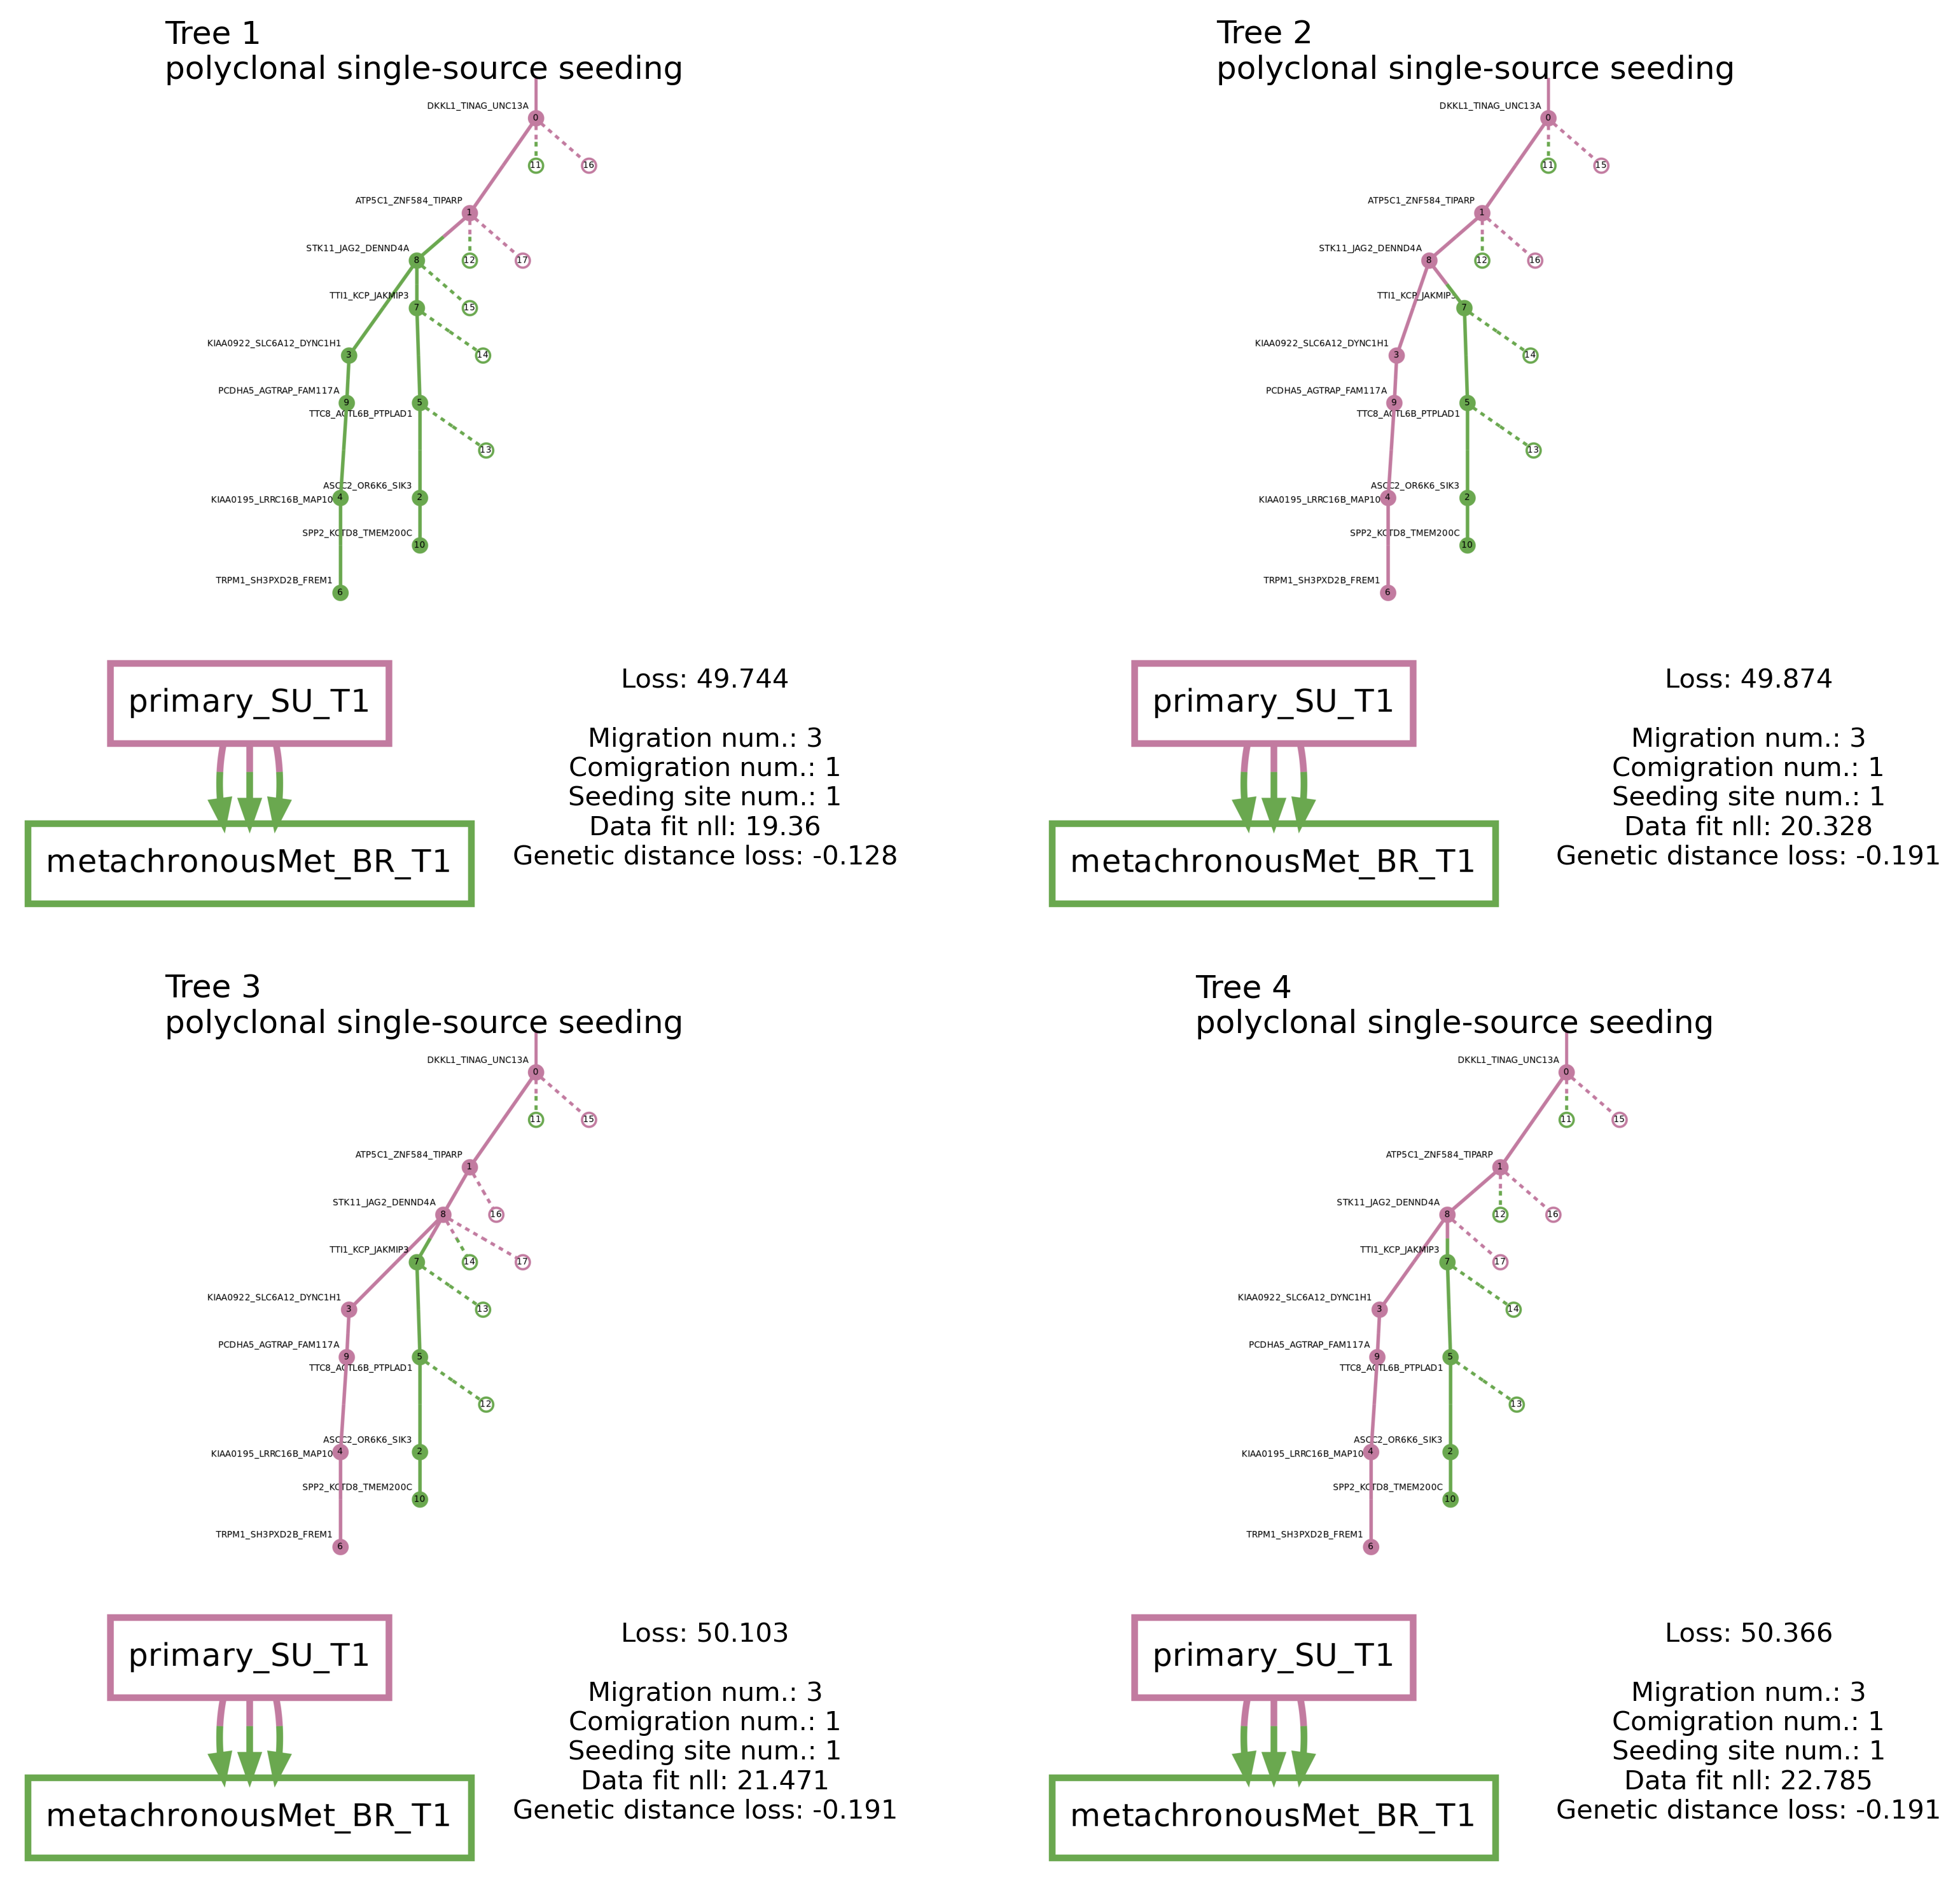 Tree 1
polyclonal single-source seeding
DKKL1_TINAG_UNC13A
0
11
16
ATP5C1_ZNF584_TIPARP
1
STK11_JAG2_DENND4A
8
12
17
TTI1_KCP_JAKMIP3
7
15
KIAA0922_SLC6A12_DYNC1H1
3
14
PCDHA5_AGTRAP_FAM117A
9
5
TTC8_ACTL6B_PTPLAD1
13
ASCC2_OR6K6_SIK3
KIAA0195_LRRC16B_MAP10
4
2
SPP2_KCTD8_TMEM200C
10
TRPM1_SH3PXD2B_FREM1
6
primary_SU_T1
metachronousMet_BR_T1
Loss: 49.744
Migration num.: 3
Comigration num.: 1
Seeding site num.: 1
Data fit nll: 19.36
Genetic distance loss: -0.128
Tree 2
polyclonal single-source seeding
DKKL1_TINAG_UNC13A
0
11
15
ATP5C1_ZNF584_TIPARP
1
STK11_JAG2_DENND4A
8
12
16
TTI1_KCP_JAKMIP3
7
KIAA0922_SLC6A12_DYNC1H1
3
14
PCDHA5_AGTRAP_FAM117A
9
5
TTC8_ACTL6B_PTPLAD1
13
ASCC2_OR6K6_SIK3
KIAA0195_LRRC16B_MAP10
4
2
SPP2_KCTD8_TMEM200C
10
TRPM1_SH3PXD2B_FREM1
6
primary_SU_T1
metachronousMet_BR_T1
Loss: 49.874
Migration num.: 3
Comigration num.: 1
Seeding site num.: 1
Data fit nll: 20.328
Genetic distance loss: -0.191
Tree 3
polyclonal single-source seeding
DKKL1_TINAG_UNC13A
0
11
15
ATP5C1_ZNF584_TIPARP
1
STK11_JAG2_DENND4A
8
16
TTI1_KCP_JAKMIP3
7
14
17
KIAA0922_SLC6A12_DYNC1H1
3
13
PCDHA5_AGTRAP_FAM117A
9
5
TTC8_ACTL6B_PTPLAD1
12
ASCC2_OR6K6_SIK3
KIAA0195_LRRC16B_MAP10
4
2
SPP2_KCTD8_TMEM200C
10
TRPM1_SH3PXD2B_FREM1
6
primary_SU_T1
metachronousMet_BR_T1
Loss: 50.103
Migration num.: 3
Comigration num.: 1
Seeding site num.: 1
Data fit nll: 21.471
Genetic distance loss: -0.191
Tree 4
polyclonal single-source seeding
DKKL1_TINAG_UNC13A
0
11
15
ATP5C1_ZNF584_TIPARP
1
STK11_JAG2_DENND4A
8
12
16
TTI1_KCP_JAKMIP3
7
17
KIAA0922_SLC6A12_DYNC1H1
3
14
PCDHA5_AGTRAP_FAM117A
9
5
TTC8_ACTL6B_PTPLAD1
13
ASCC2_OR6K6_SIK3
KIAA0195_LRRC16B_MAP10
4
2
SPP2_KCTD8_TMEM200C
10
TRPM1_SH3PXD2B_FREM1
6
primary_SU_T1
metachronousMet_BR_T1
Loss: 50.366
Migration num.: 3
Comigration num.: 1
Seeding site num.: 1
Data fit nll: 22.785
Genetic distance loss: -0.191